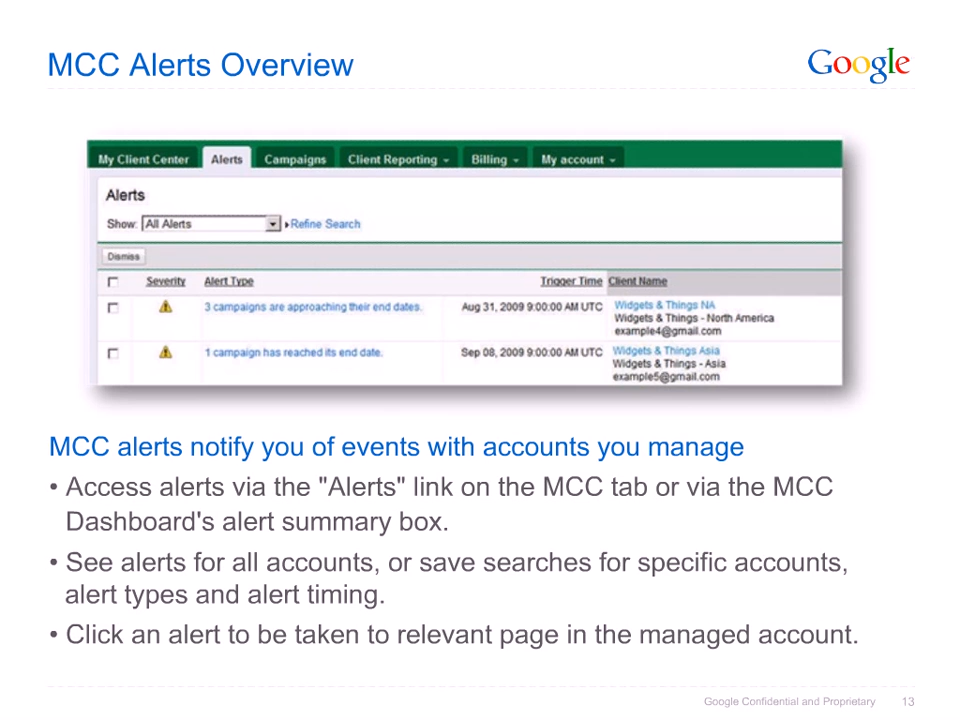 MCC Alerts Overview
Google
My Client Center Alerts Campaigns Client Reporting Billing My account
Alerts
Show: All Alerts Refine Search
Dismiss
Severity Alert Type Trigger Time Client Name
3 campaigns are approaching their end dates. Aug 31, 2009 9:00:00 AM UTC Widgets & Things NA
Widgets & Things - North America
example4@gmail.com
1 campaign has reached its end date. Sep 08, 2009 9:00:00 AM UTC Widgets & Things Asia
Widgets & Things - Asia
example5@gmail.com
MCC alerts notify you of events with accounts you manage
• Access alerts via the "Alerts" link on the MCC tab or via the MCC
Dashboard's alert summary box.
• See alerts for all accounts, or save searches for specific accounts,
alert types and alert timing.
• Click an alert to be taken to relevant page in the managed account.
Google Confidential and Proprietary 13